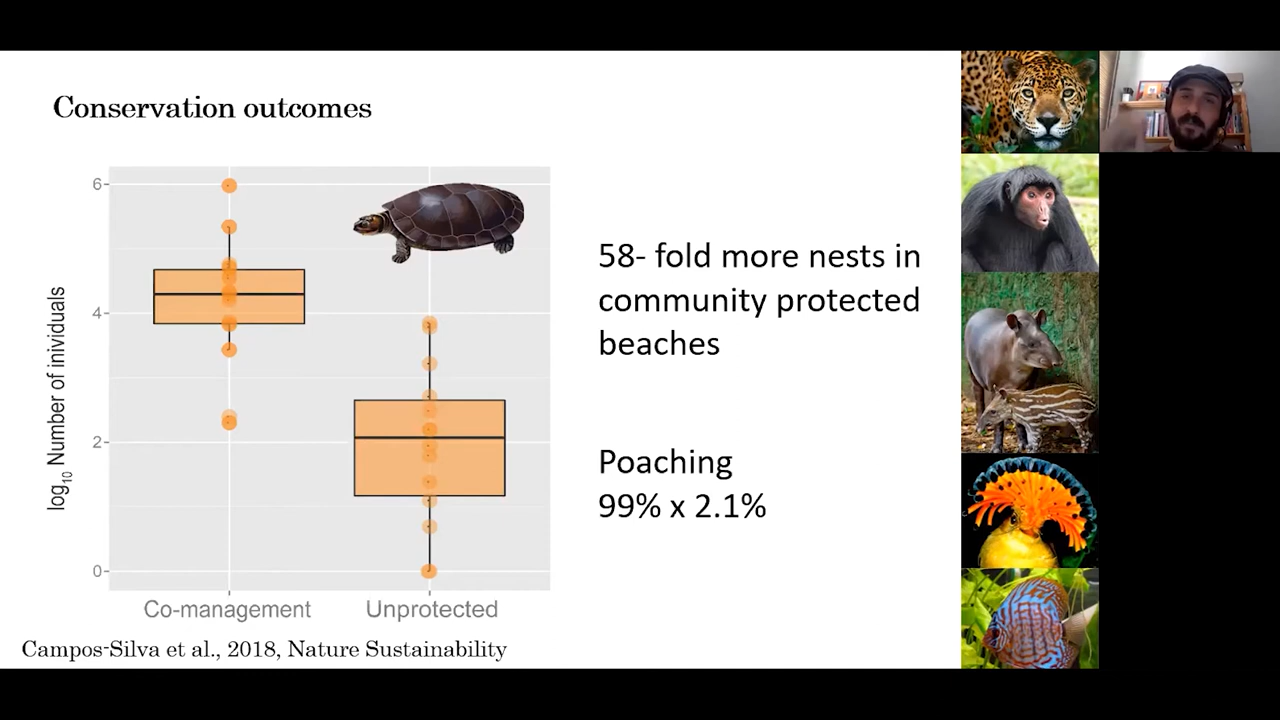 Conservation outcomes
6
4
2
0
log10 Number of inividuals
Co-management
Unprotected
58- fold more nests in
community protected
beaches
Poaching
99% x 2.1%
Campos-Silva et al., 2018, Nature Sustainability